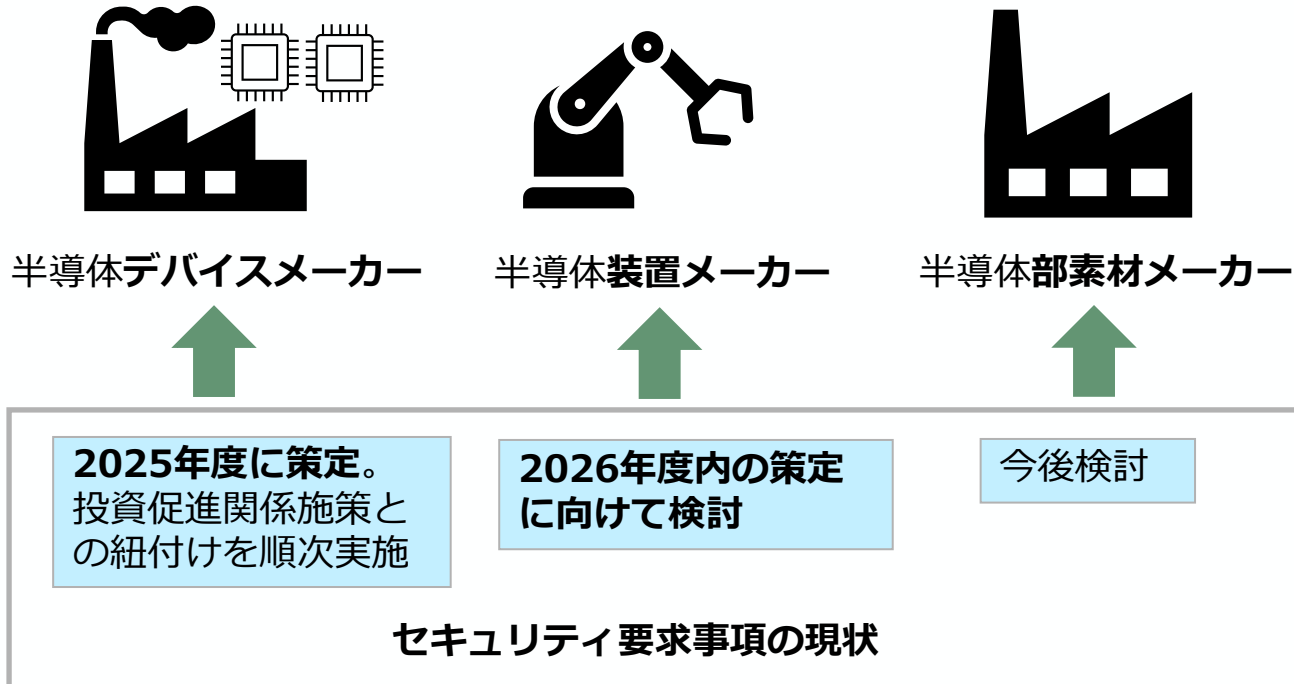 半導体デバイスメーカー
半導体装置メーカー
半導体部素材メーカー
2025年度に策定。
投資促進関係施策と
の紐付けを順次実施
2026年度内の策定
に向けて検討
今後検討
セキュリティ要求事項の現状